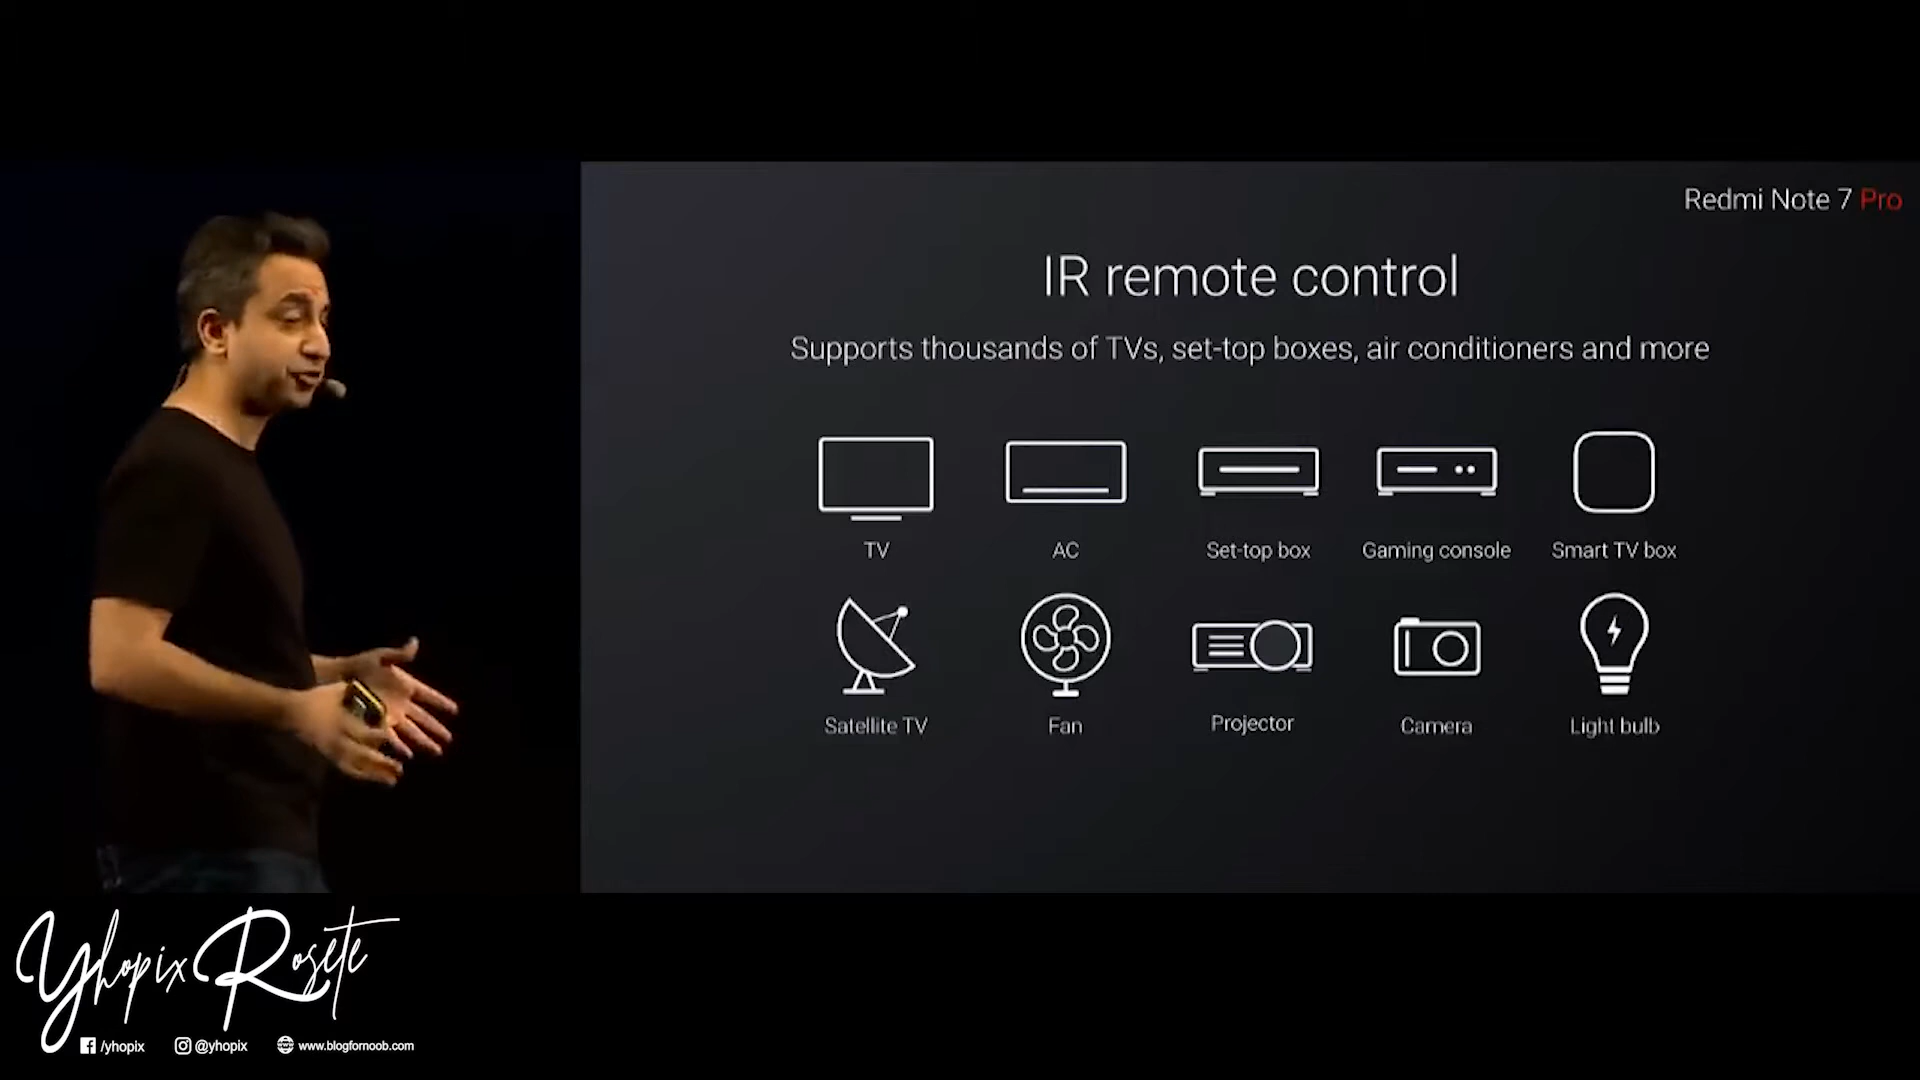 Redmi Note 7 Pro
IR remote control
Supports thousands of TVs, set-top boxes, air conditioners and more
TV
AC
Set-top box
Gaming console
Smart TV box
Satellite TV
Fan
Projector
Camera
Light bulb
Yhopix Rosete
/yhopix
@yhopix
www.blogfornoob.com